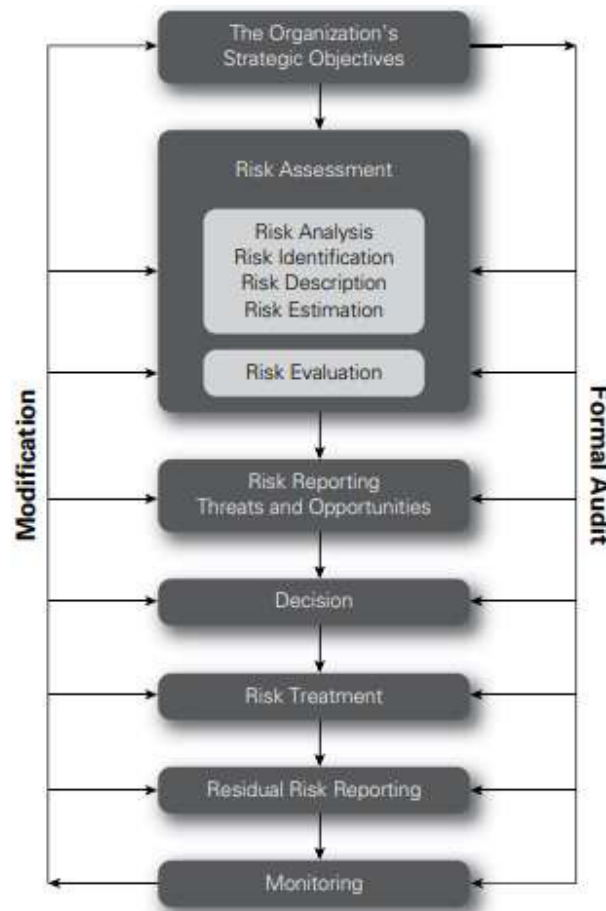 The Organization's
Strategic Objectives
Risk Assessment
Risk Analysis
Risk Identification
Risk Description
Risk Estimation
Risk Evaluation
Modification
Formal Audit
Risk Reporting
Threats and Opportunities
Decision
Risk Treatment
Residual Risk Reporting
Monitoring